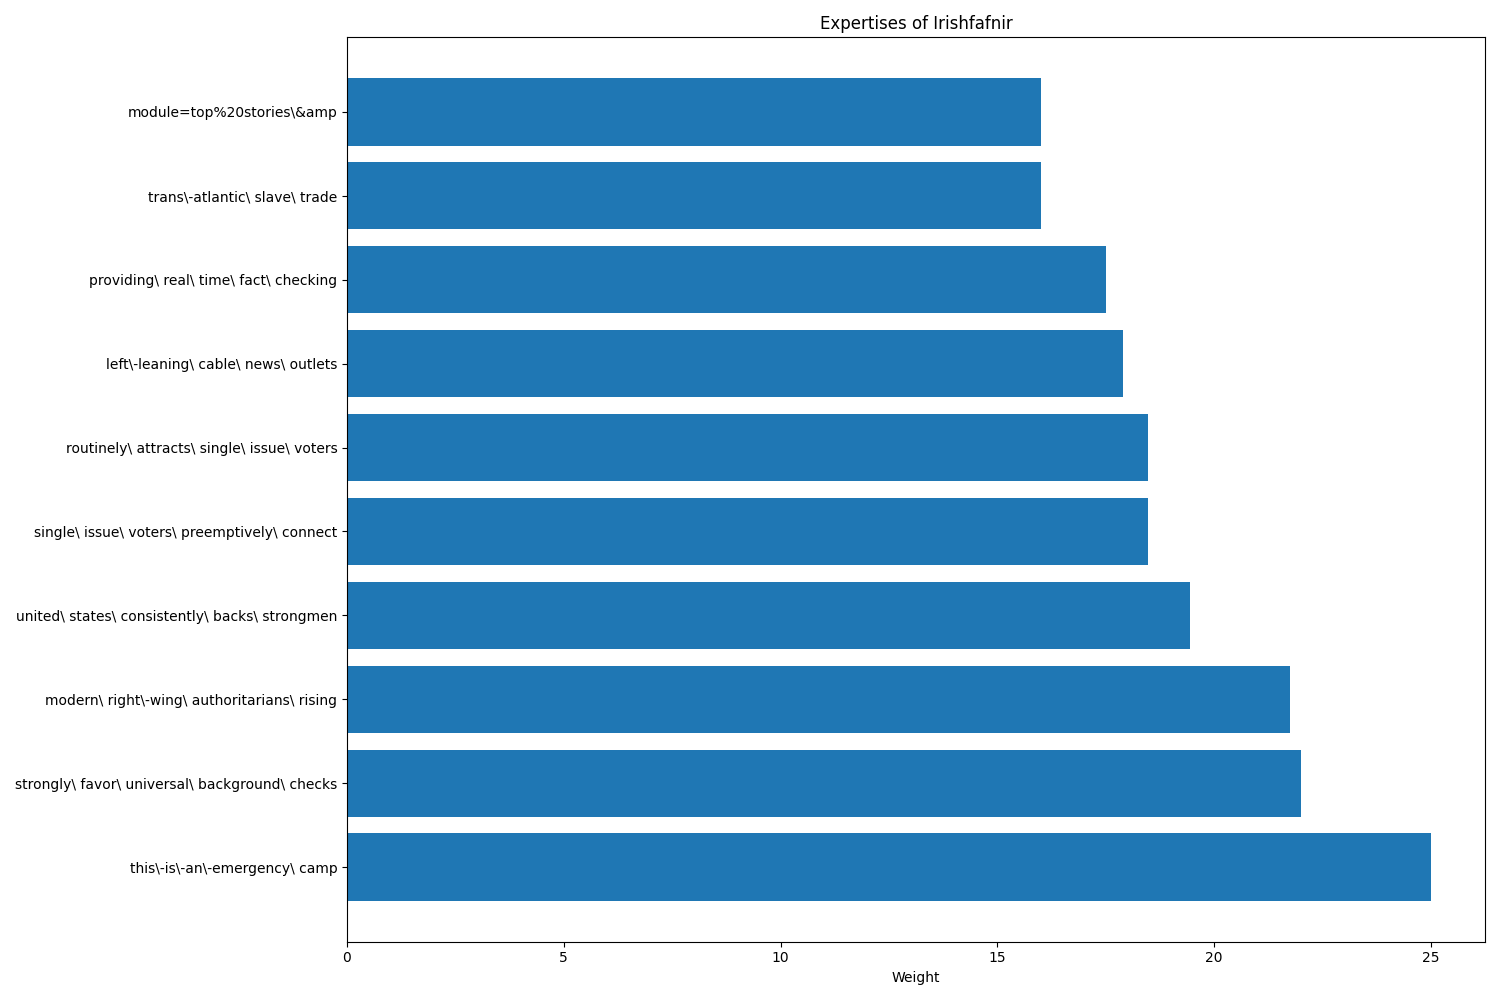 Expertises of Irishfafnir
module=top%20stories\&amp
trans\-atlantic\ slave\ trade
providing\ real\ time\ fact\ checking
left\-leaning\ cable\ news\ outlets
routinely\ attracts\ single\ issue\ voters
single\ issue\ voters\ preemptively\ connect
united\ states\ consistently\ backs\ strongmen
modern\ right\-wing\ authoritarians\ rising
strongly\ favor\ universal\ background\ checks
this\-is\-an\-emergency\ camp
0 5 10 15 20 25
Weight